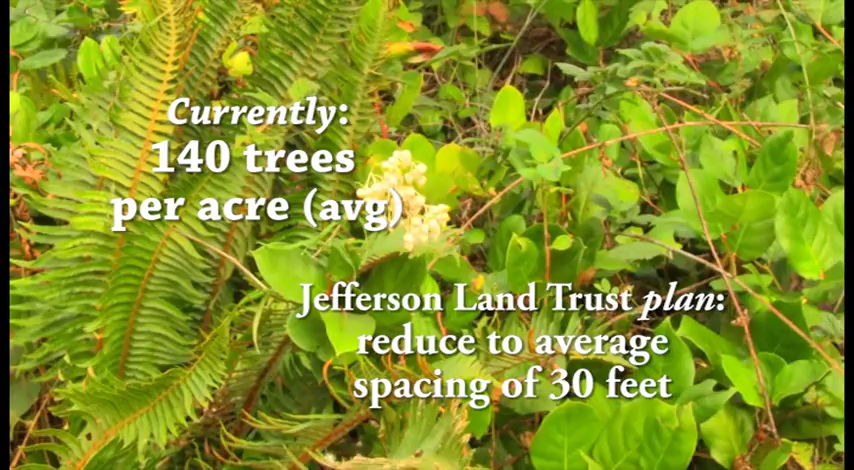 Currently:
140 trees
per acre (avg)
Jefferson Land Trust plan:
reduce to average
spacing of 30 feet